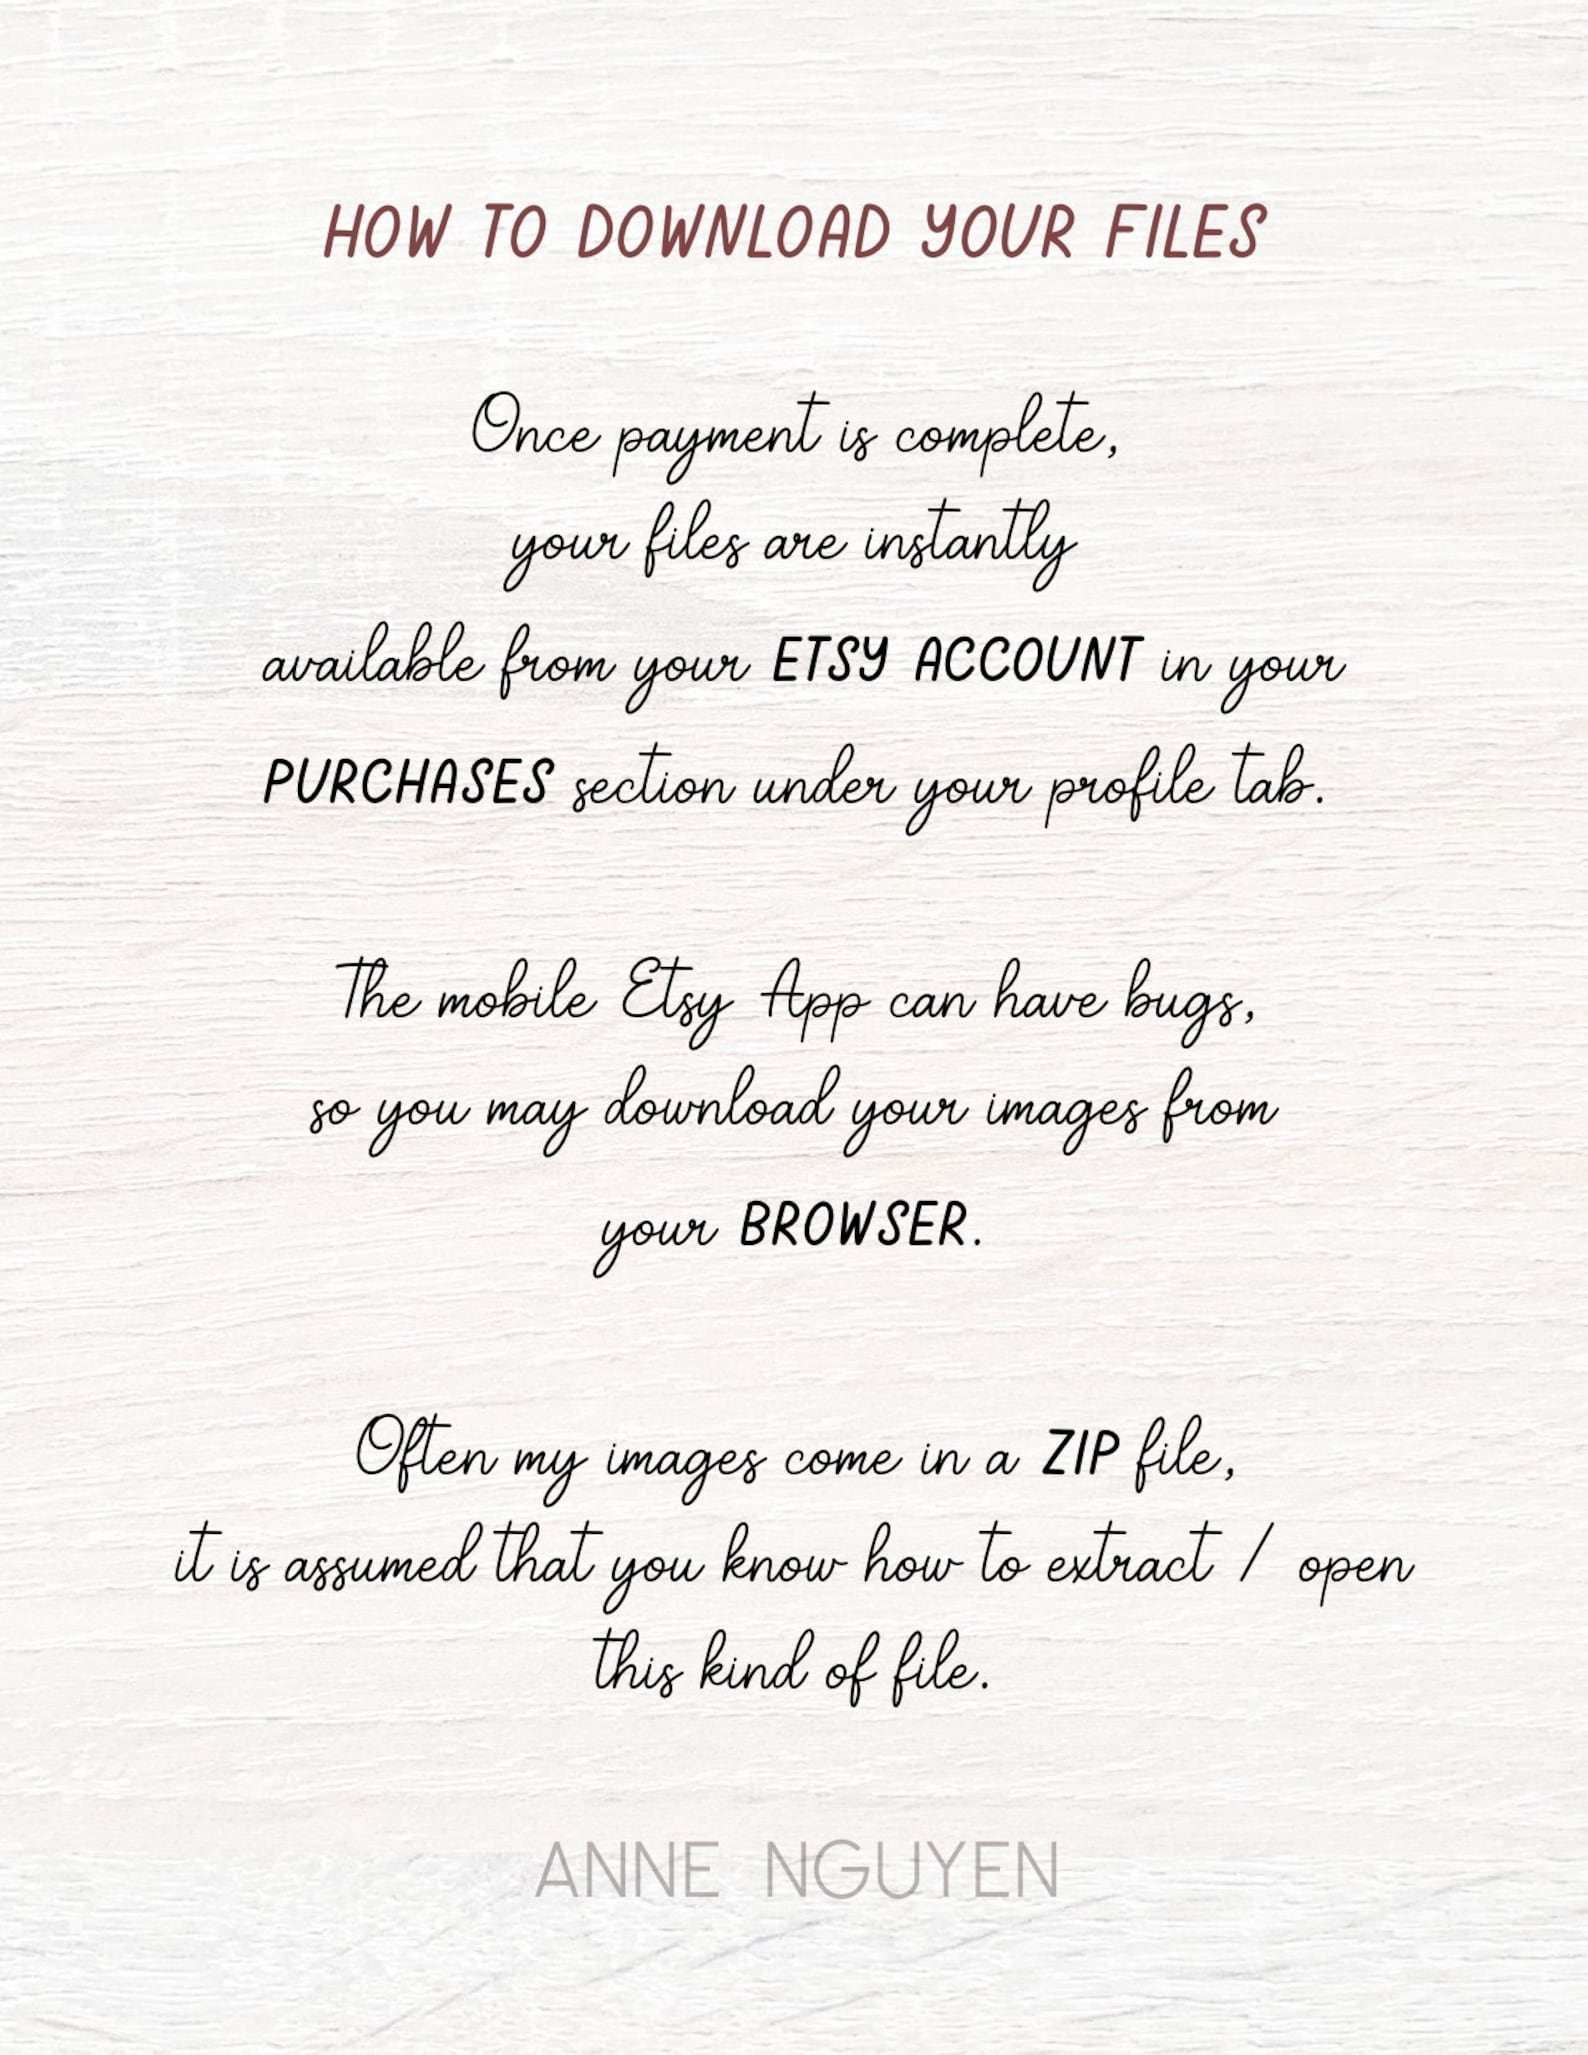 HOW TO DOWNLOAD YOUR FILES
Once payment is complete,
your files are instantly
available from your ETSY ACCOUNT in your
PURCHASES section under your profile tab.
The mobile Etsy App can have bugs,
so you may download your images from
your BROWSER.
Often my images come in a ZIP file,
it is assumed that you know how to extract / open
this kind of file.
ANNE NGUYEN